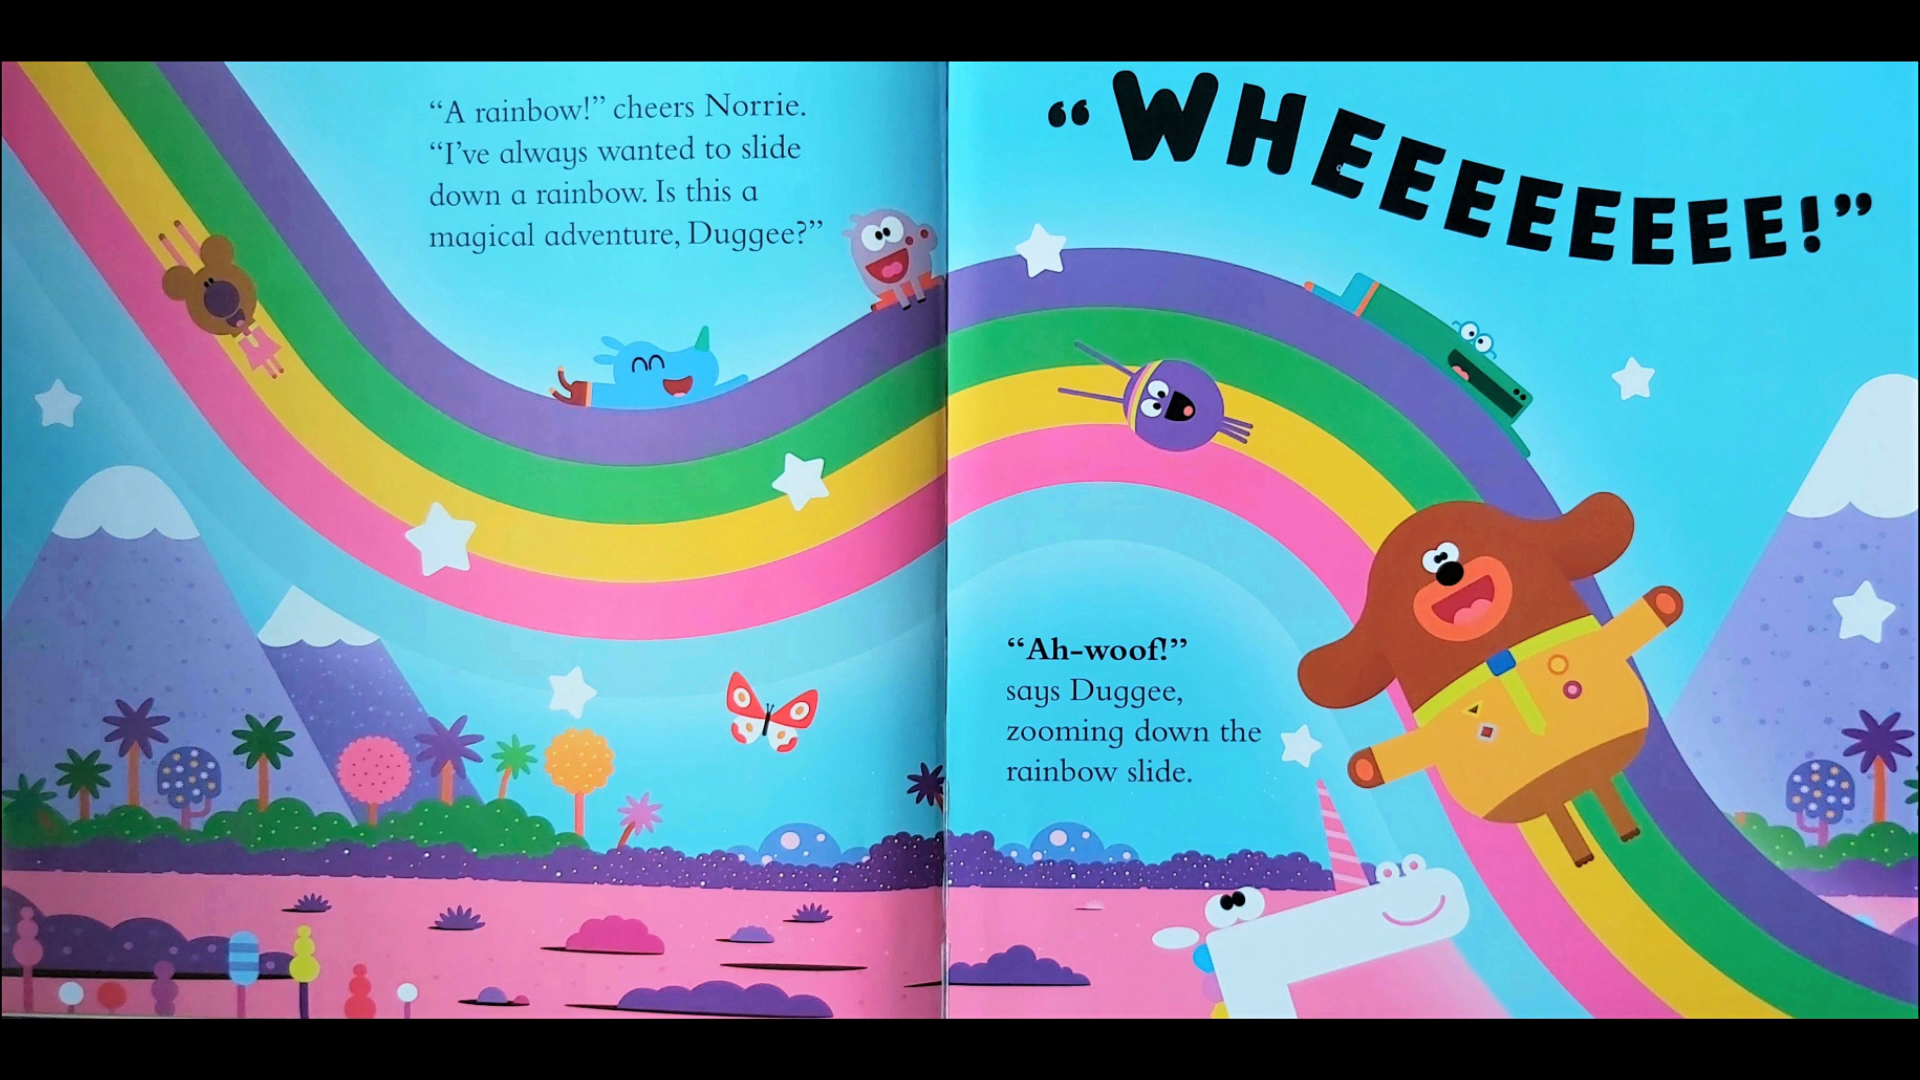 “A rainbow!” cheers Norrie.
“I’ve always wanted to slide
down a rainbow. Is this a
magical adventure, Duggee?”
“WHEEEEEEEE!”
“Ah-woof!”
says Duggee,
zooming down the
rainbow slide.